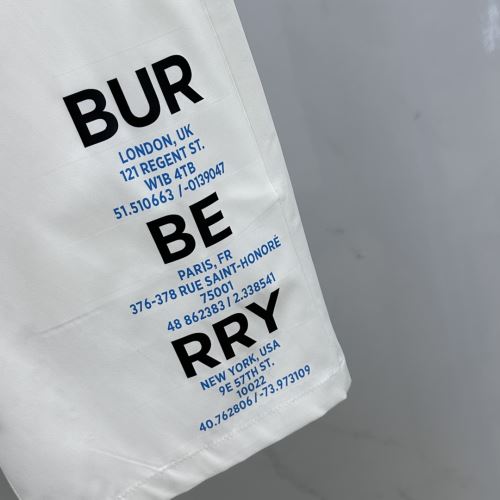 BUR
LONDON, UK
121 REGENT ST.
W1B 4TB
51.510663 /-0139047
BE
PARIS, FR
376-378 RUE SAINT-HONORÉ
75001
48 862383 / 2.338541
RRY
NEW YORK, USA
9E 57TH ST.
10022
40.762806 / -73.973109